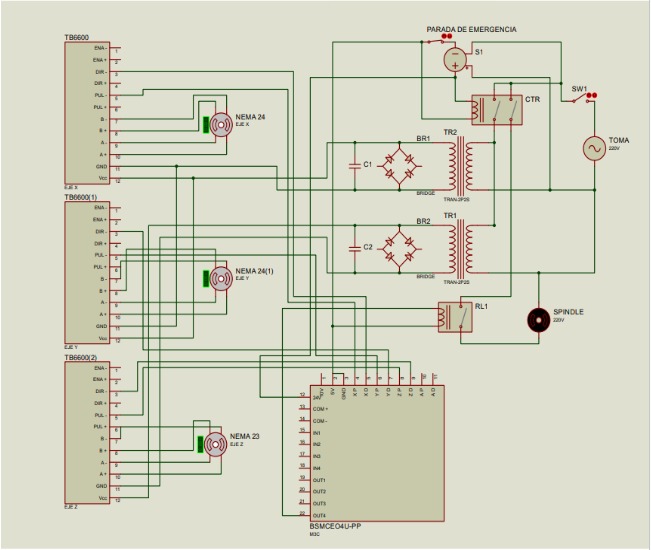 TB6600
ENA -
1
ENA +
2
DIR -
3
DIR +
4
PUL -
5
PUL +
6
B -
7
B +
8
A -
9
A +
10
GND
11
Vcc
12
EJE X
NEMA 24
EJE X
TB6600(1)
ENA -
1
ENA +
2
DIR -
3
DIR +
4
PUL -
5
PUL +
6
B -
7
B +
8
A -
9
A +
10
GND
11
Vcc
12
EJE Y
NEMA 24(1)
EJE Y
TB6600(2)
ENA -
1
ENA +
2
DIR -
3
DIR +
4
PUL -
5
PUL +
6
B -
7
B +
8
A -
9
A +
10
GND
11
Vcc
12
EJE Z
NEMA 23
EJE Z
PARADA DE EMERGENCIA
S1
CTR
SW1
TOMA
220V
C1
BR1
BRIDGE
TR2
TRAN-2P2S
C2
BR2
BRIDGE
TR1
TRAN-2P2S
RL1
SPINDLE
220V
5V
GND
X P
X D
Y P
Y D
Z P
Z D
A P
A D
12
24V
13
COM +
14
COM -
15
IN1
16
IN2
17
IN3
18
IN4
19
OUT1
20
OUT2
21
OUT3
22
OUT4
BSMCE04U-PP
M3C